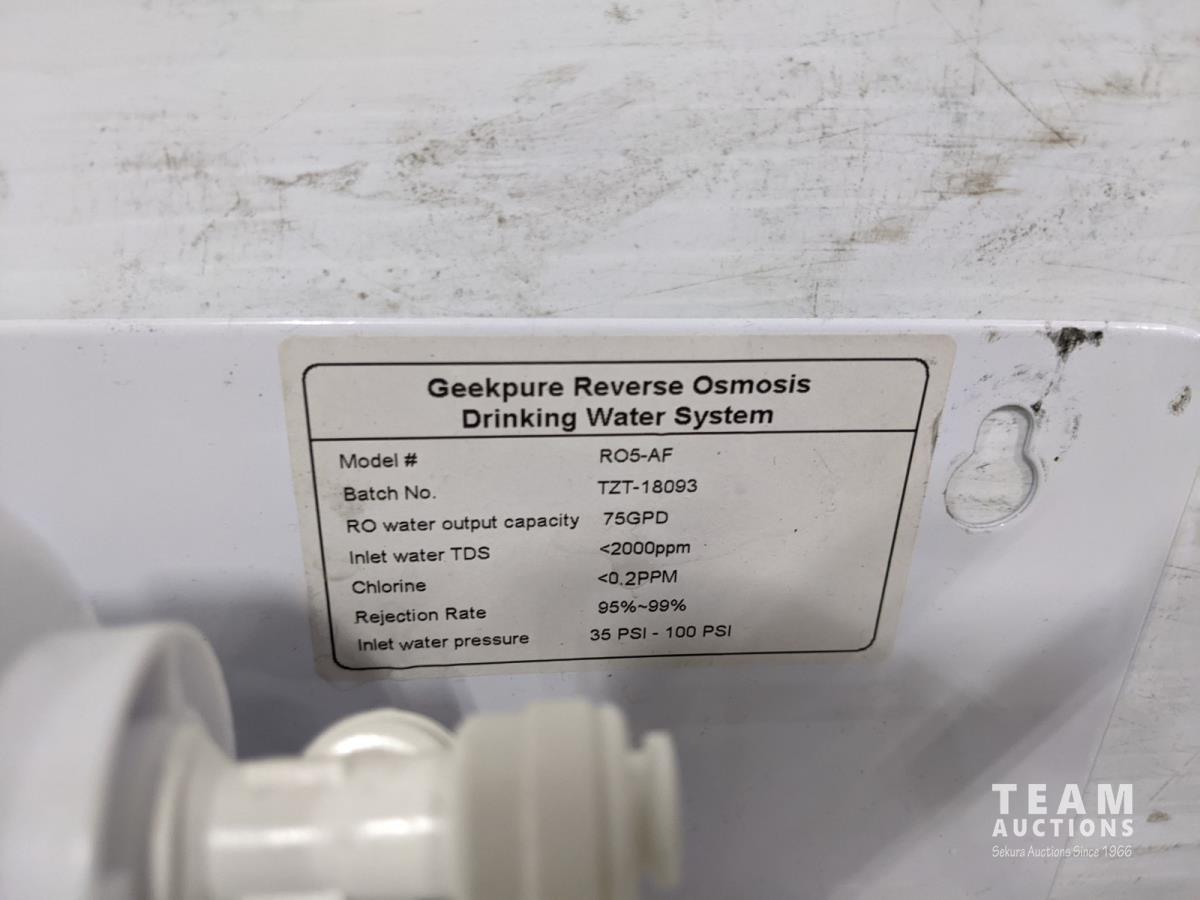 Geekpure Reverse Osmosis
Drinking Water System
Model # RO5-AF
Batch No. TZT-18093
RO water output capacity 75GPD
Inlet water TDS <2000ppm
Chlorine <0.2PPM
Rejection Rate 95%~99%
Inlet water pressure 35 PSI - 100 PSI
TEAM
AUCTIONS
Sekura Auctions Since 1966